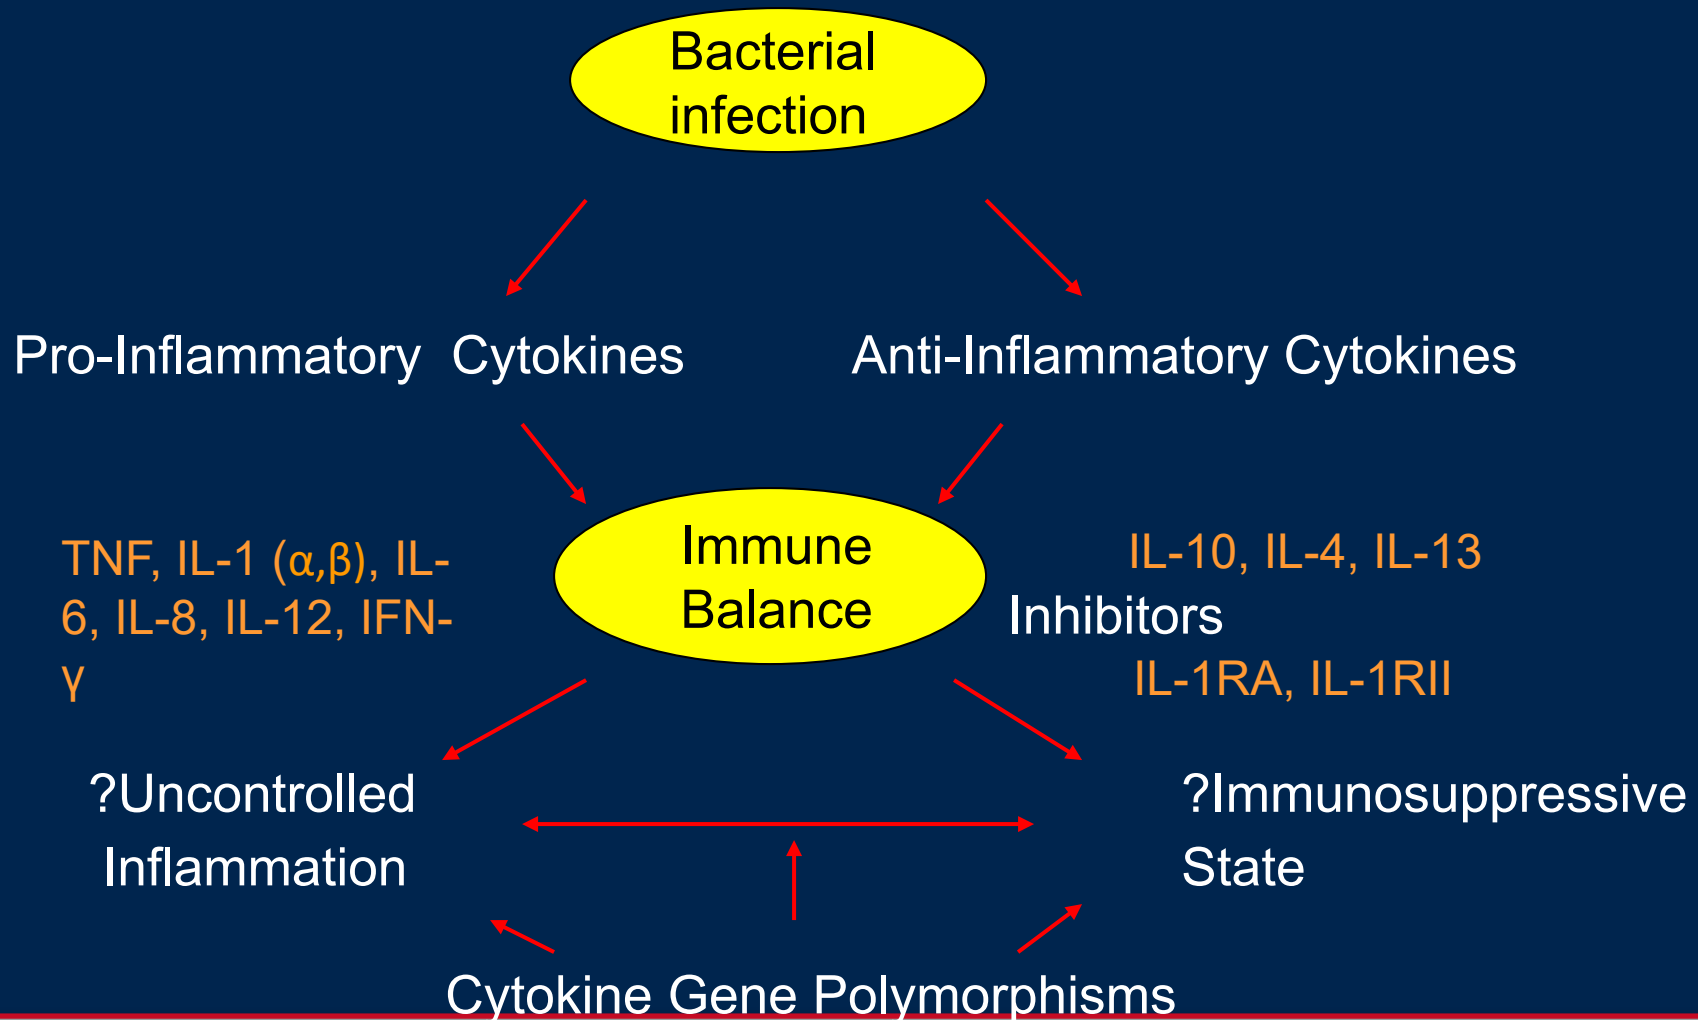 Bacterial
infection
Pro-Inflammatory Cytokines
Anti-Inflammatory Cytokines
TNF, IL-1 (α,β), IL-
6, IL-8, IL-12, IFN-
γ
Immune
Balance
IL-10, IL-4, IL-13
Inhibitors
IL-1RA, IL-1RII
?Uncontrolled
Inflammation
?Immunosuppressive
State
Cytokine Gene Polymorphisms